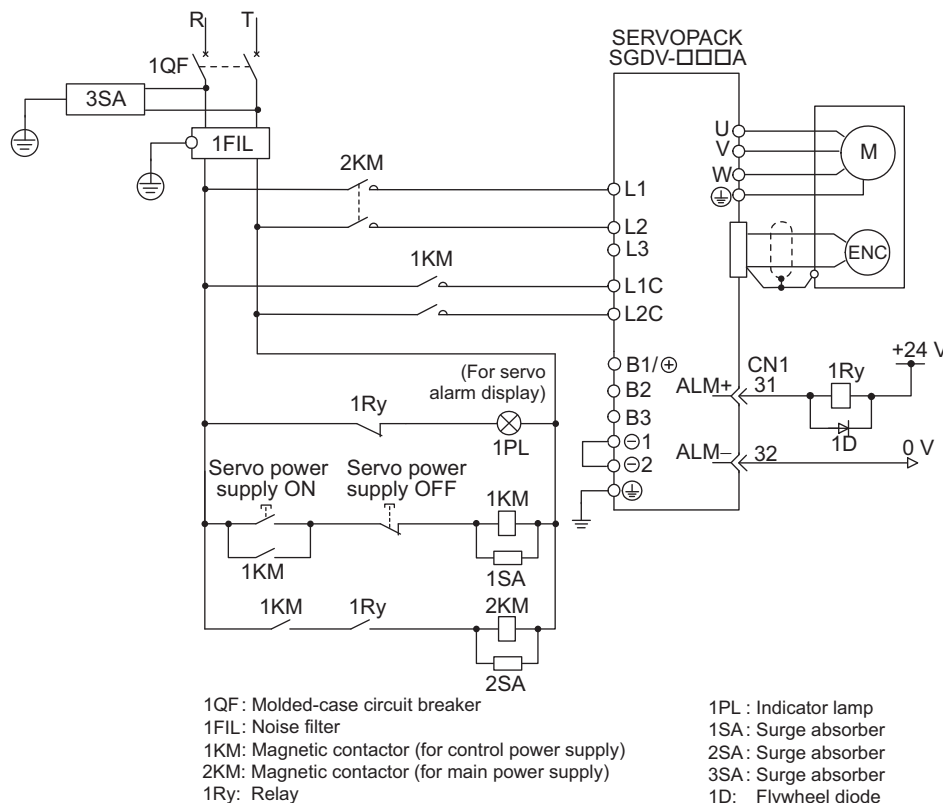 R T
SERVOPACK
SGDV-□□□A
1QF
3SA
1FIL
U
V
M
W
2KM
L1
L2
L3
ENC
1KM
L1C
L2C
(For servo
alarm display)
B1/⊕
B2
B3
⊖1
⊖2
CN1
+24 V
ALM+ 31 1Ry
1D
ALM− 32 0 V
1Ry
1PL
Servo power
supply ON
Servo power
supply OFF
1KM
1KM
1SA
1KM 1Ry 2KM
2SA
1QF: Molded-case circuit breaker
1FIL: Noise filter
1KM: Magnetic contactor (for control power supply)
2KM: Magnetic contactor (for main power supply)
1Ry: Relay
1PL : Indicator lamp
1SA : Surge absorber
2SA : Surge absorber
3SA : Surge absorber
1D: Flywheel diode